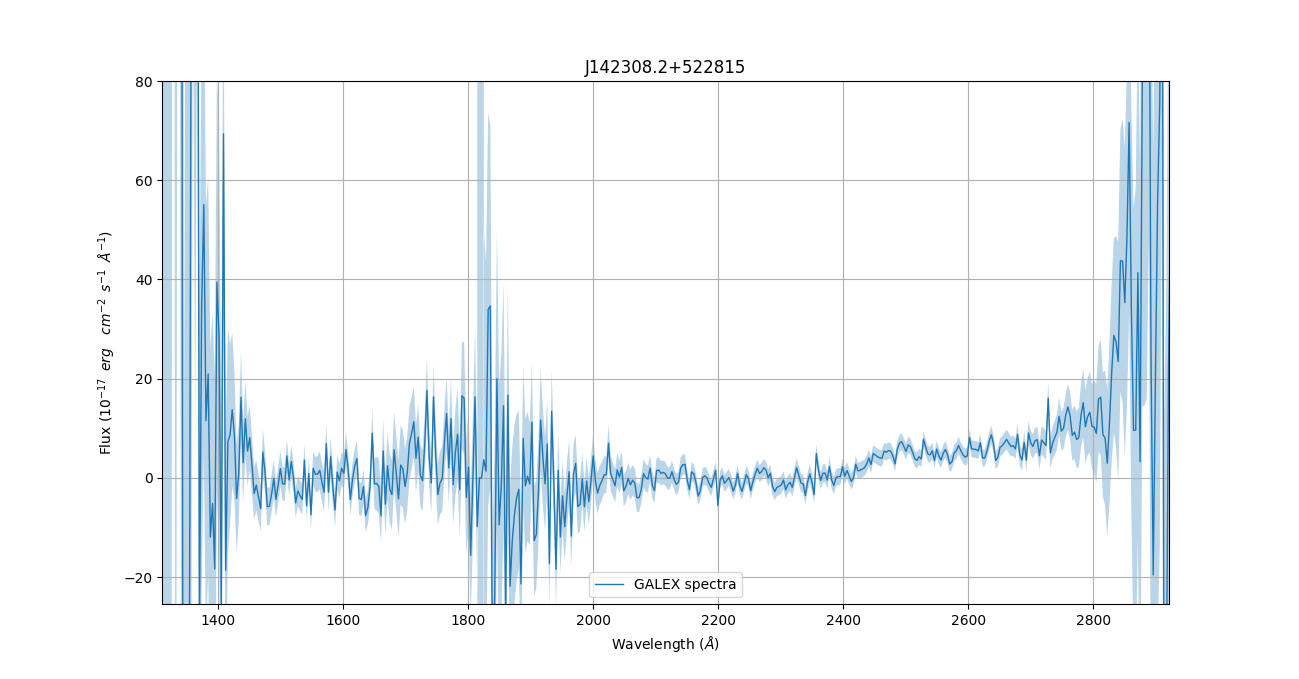 J142308.2+522815
80
60
40
20
0
−20
Flux (10⁻¹⁷ erg cm⁻² s⁻¹ Å⁻¹)
GALEX spectra
1400 1600 1800 2000 2200 2400 2600 2800
Wavelength (Å)